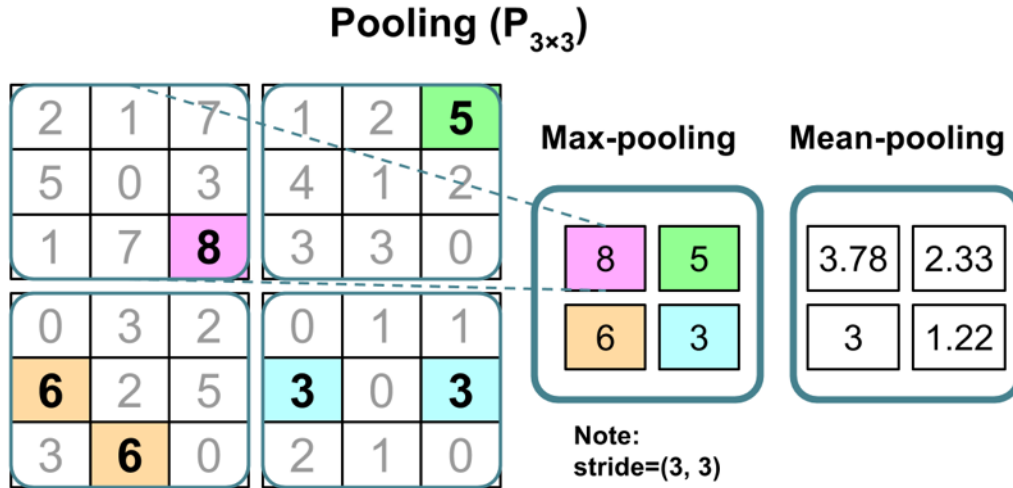 Pooling (P3×3)
Max-pooling
Mean-pooling
2 1 7 1 2 5
5 0 3 4 1 2
1 7 8 3 3 0
0 3 2 0 1 1
6 2 5 3 0 3
3 6 0 2 1 0
8 5
6 3
3.78 2.33
3 1.22
Note:
stride=(3, 3)